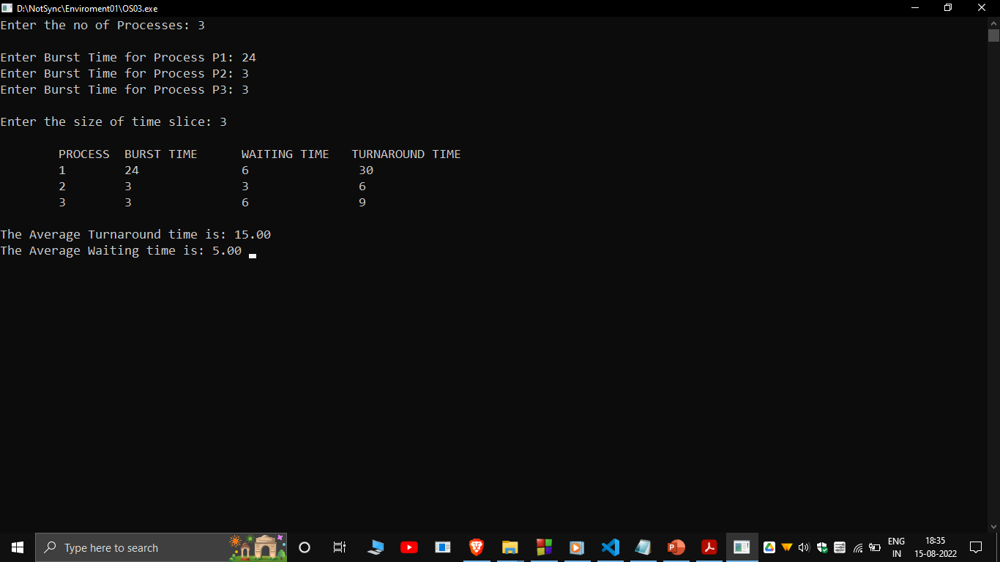 D:\NotSync\Enviroment01\OS03.exe
Enter the no of Processes: 3
Enter Burst Time for Process P1: 24
Enter Burst Time for Process P2: 3
Enter Burst Time for Process P3: 3
Enter the size of time slice: 3
PROCESS BURST TIME WAITING TIME TURNAROUND TIME
1 24 6 30
2 3 3 6
3 3 6 9
The Average Turnaround time is: 15.00
The Average Waiting time is: 5.00
Type here to search
ENG
IN
18:35
15-08-2022